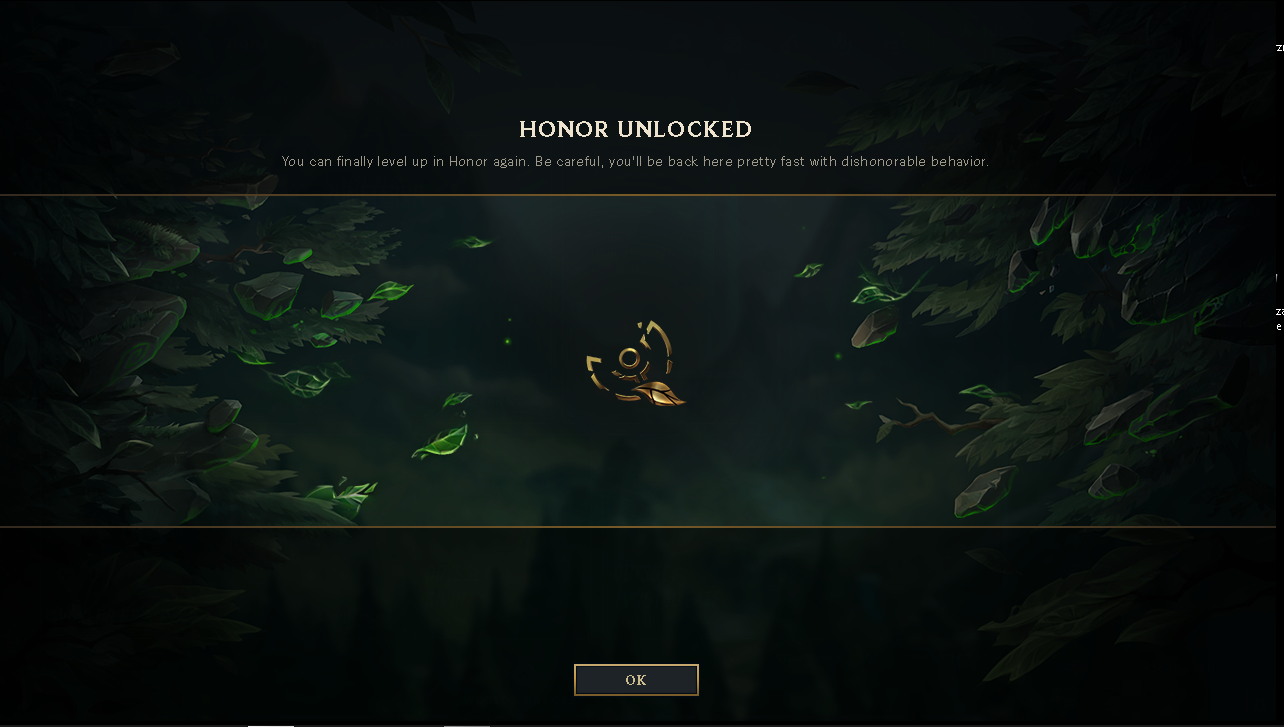 HONOR UNLOCKED
You can finally level up in Honor again. Be careful, you'll be back here pretty fast with dishonorable behavior.
OK